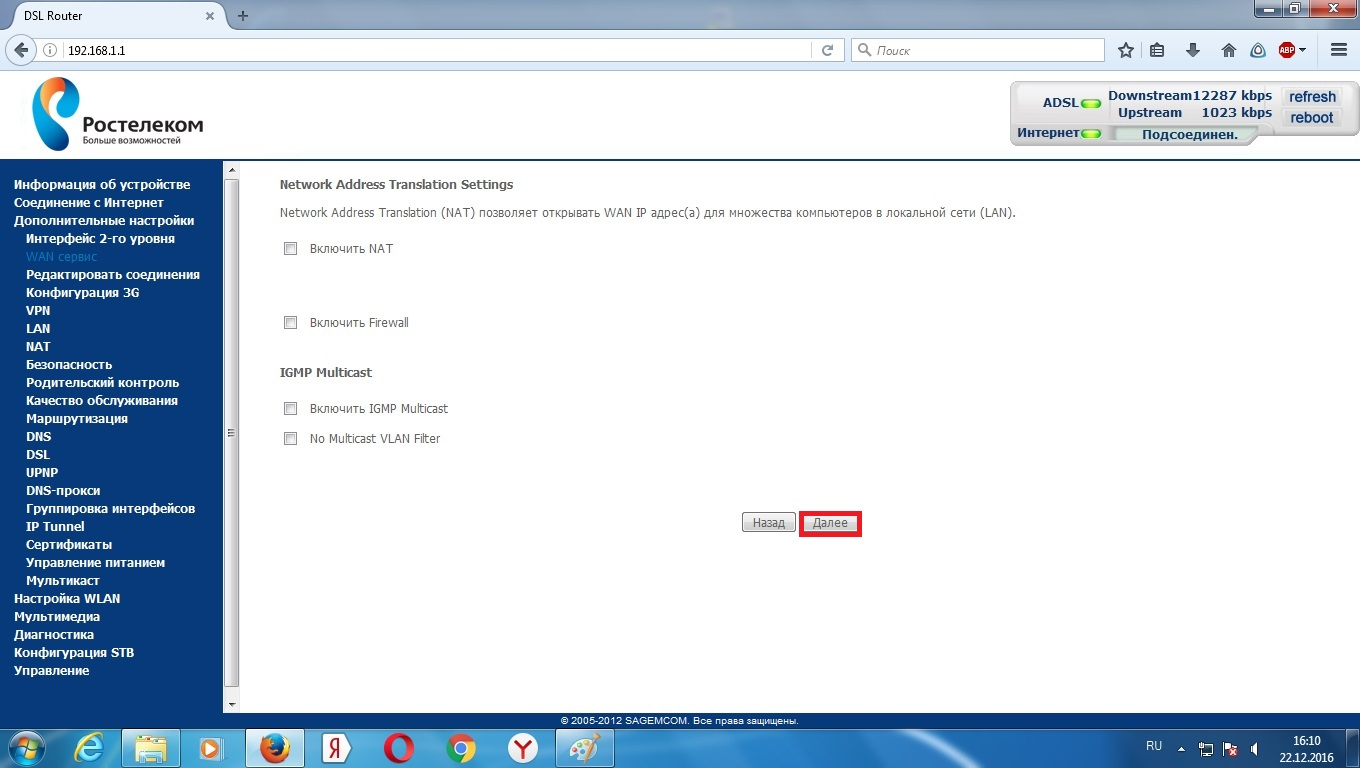 DSL Router
192.168.1.1
Поиск
ABP
Ростелеком
Больше возможностей
ADSL
Downstream12287 kbps
Upstream 1023 kbps
refresh
reboot
Интернет
Подсоединен.
Информация об устройстве
Соединение с Интернет
Дополнительные настройки
Интерфейс 2-го уровня
WAN сервис
Редактировать соединения
Конфигурация 3G
VPN
LAN
NAT
Безопасность
Родительский контроль
Качество обслуживания
Маршрутизация
DNS
DSL
UPNP
DNS-прокси
Группировка интерфейсов
IP Tunnel
Сертификаты
Управление питанием
Мультикаст
Настройка WLAN
Мультимедиа
Диагностика
Конфигурация STB
Управление
Network Address Translation Settings
Network Address Translation (NAT) позволяет открывать WAN IP адрес(а) для множества компьютеров в локальной сети (LAN).
Включить NAT
Включить Firewall
IGMP Multicast
Включить IGMP Multicast
No Multicast VLAN Filter
Назад
Далее
© 2005-2012 SAGEMCOM. Все права защищены.
Я
RU
16:10
22.12.2016